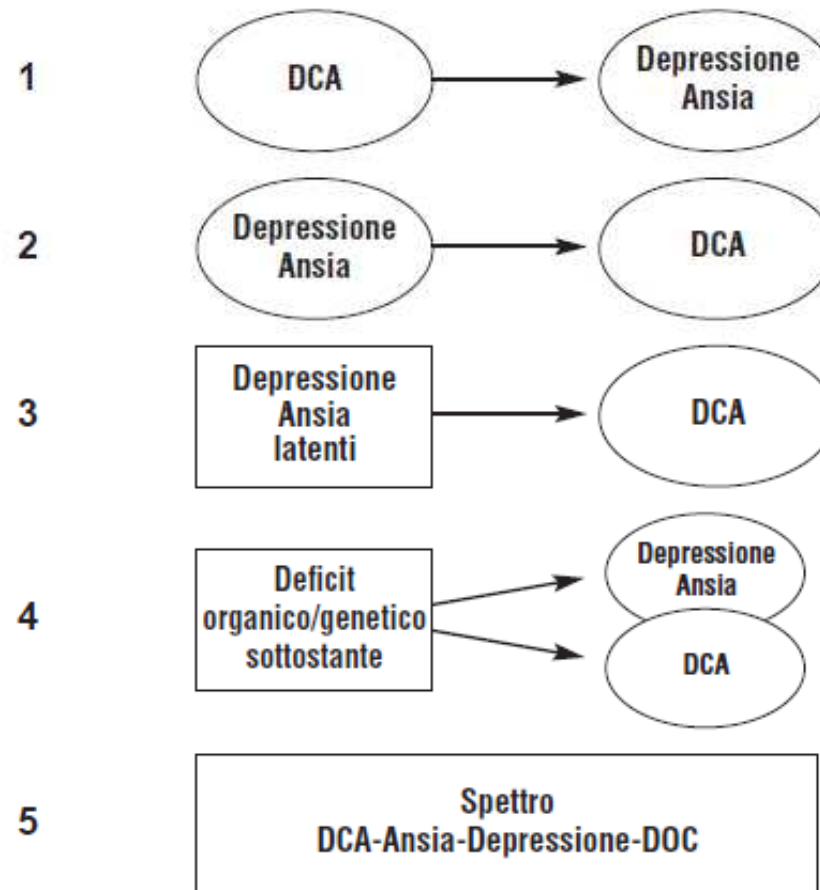 1
DCA
Depressione
Ansia
2
Depressione
Ansia
DCA
3
Depressione
Ansia
latenti
DCA
4
Deficit
organico/genetico
sottostante
Depressione
Ansia
DCA
5
Spettro
DCA-Ansia-Depressione-DOC